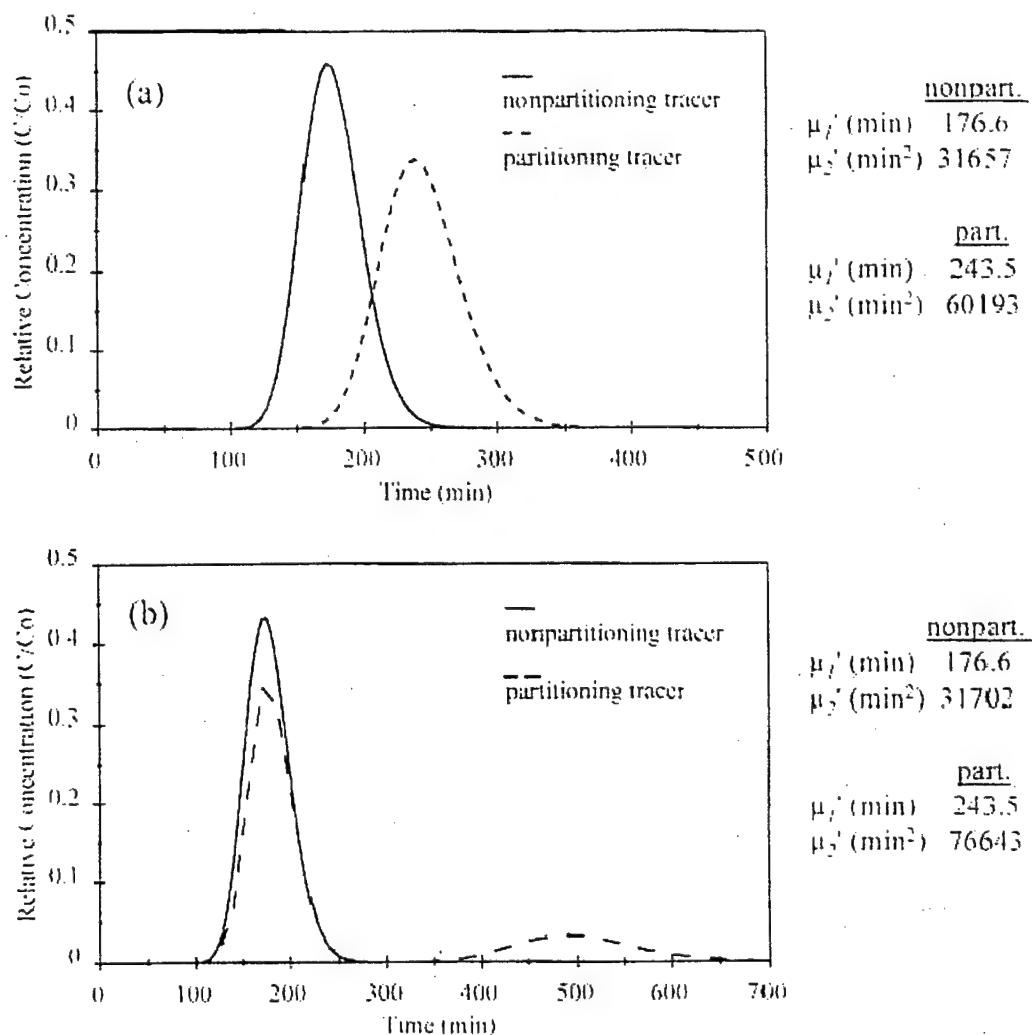 0.5
(a)
nonpartitioning tracer
partitioning tracer
0.4
0.3
0.2
0.1
0
Relative Concentration (C/Co)
0 100 200 300 400 500
Time (min)
nonpart.
μ₁' (min) 176.6
μ₂' (min²) 31657
part.
μ₁' (min) 243.5
μ₂' (min²) 60193
0.5
(b)
nonpartitioning tracer
partitioning tracer
0.4
0.3
0.2
0.1
0
Relative Concentration (C/Co)
0 100 200 300 400 500 600 700
Time (min)
nonpart.
μ₁' (min) 176.6
μ₂' (min²) 31702
part.
μ₁' (min) 243.5
μ₂' (min²) 76643